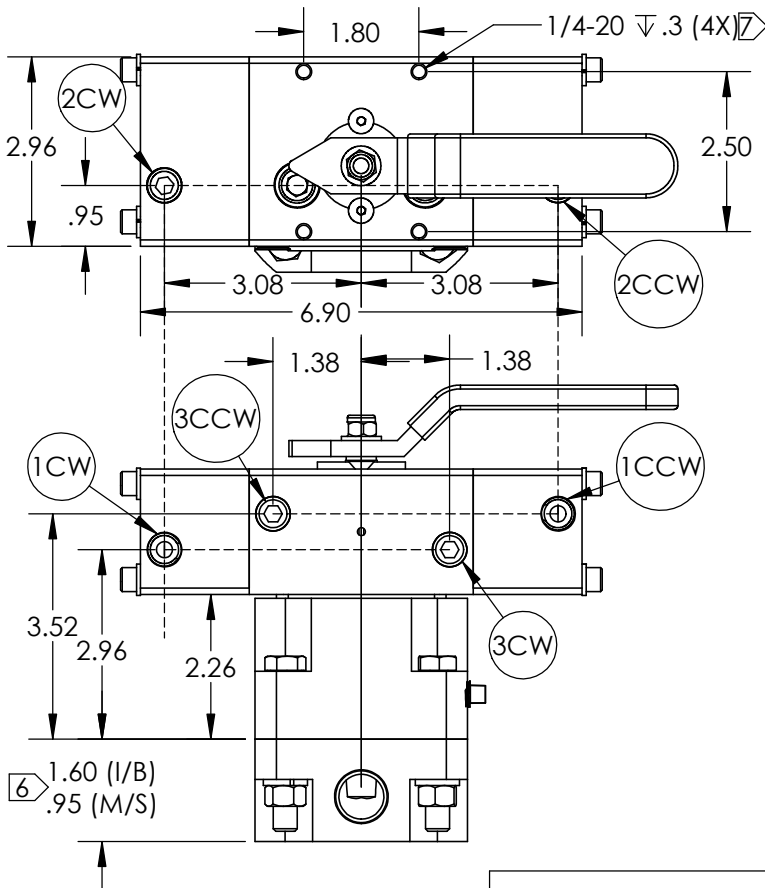 1.80
1/4-20 ↧ .3 (4X) 7
2CW
2.96
2.50
.95
2CCW
3.08
3.08
6.90
1.38
1.38
3CCW
1CW
1CCW
3CW
3.52
2.96
2.26
6 1.60 (I/B)
.95 (M/S)